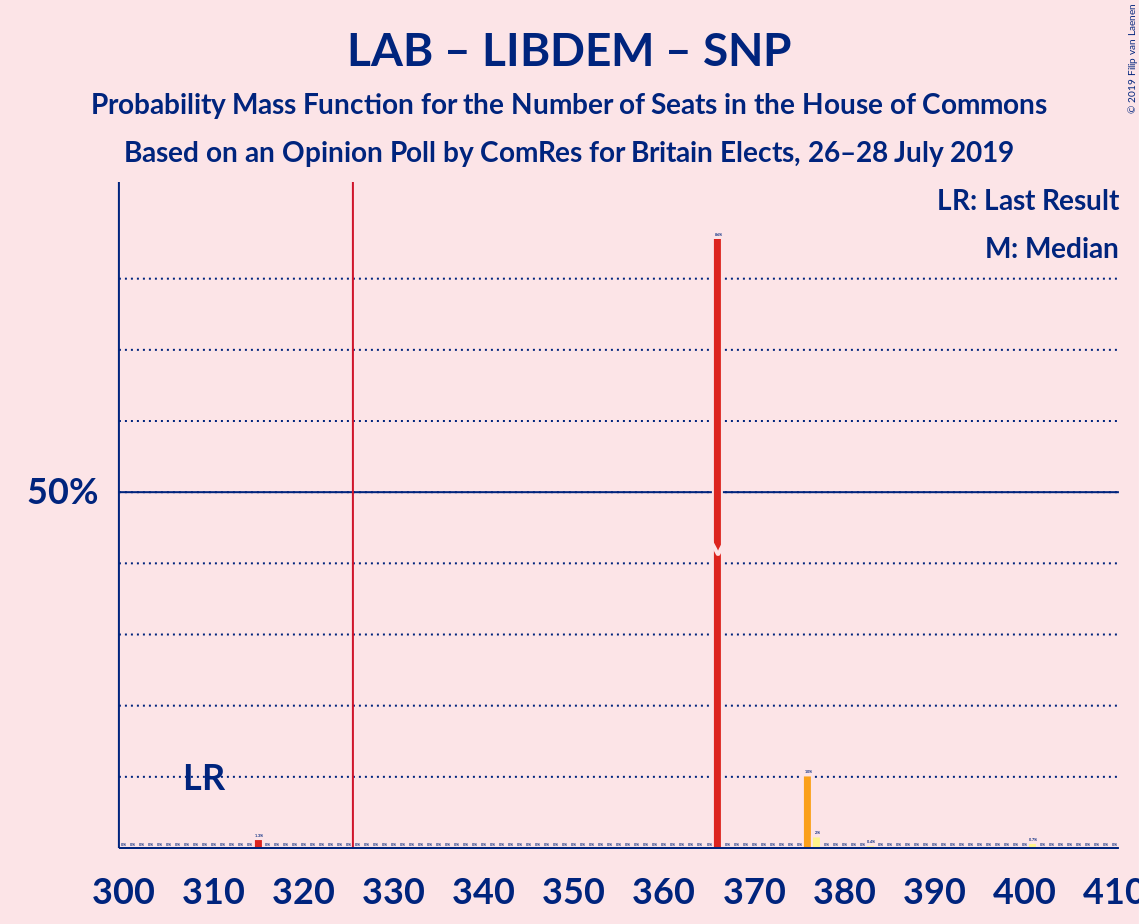 LAB – LIBDEM – SNP
Probability Mass Function for the Number of Seats in the House of Commons
Based on an Opinion Poll by ComRes for Britain Elects, 26–28 July 2019
© 2019 Filip van Laenen
LR: Last Result
M: Median
50%
M
LR
300 310 320 330 340 350 360 370 380 390 400 410